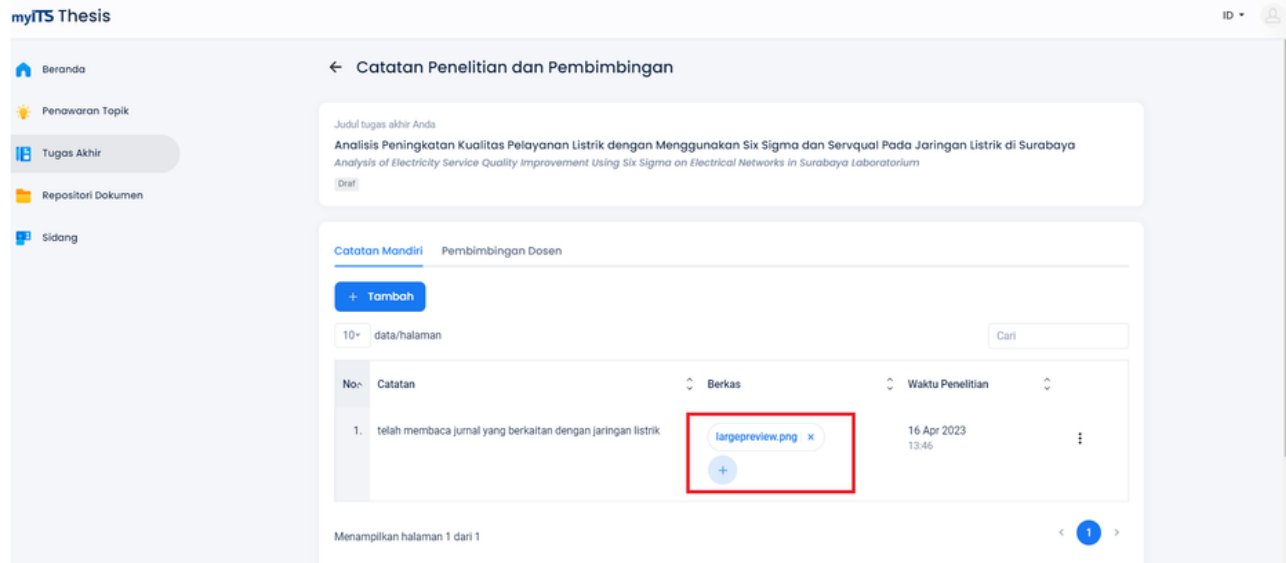 myITS Thesis
ID
Beranda
Penawaran Topik
Tugas Akhir
Repositori Dokumen
Sidang
← Catatan Penelitian dan Pembimbingan
Judul tugas akhir Anda
Analisis Peningkatan Kualitas Pelayanan Listrik dengan Menggunakan Six Sigma dan Servqual Pada Jaringan Listrik di Surabaya
Analysis of Electricity Service Quality Improvement Using Six Sigma on Electrical Networks in Surabaya Laboratorium
Draf
Catatan Mandiri Pembimbingan Dosen
+ Tambah
10 data/halaman
Cari
No Catatan Berkas Waktu Penelitian
1. telah membaca jurnal yang berkaitan dengan jaringan listrik largepreview.png × 16 Apr 2023
13:46
+
Menampilkan halaman 1 dari 1
< 1 >